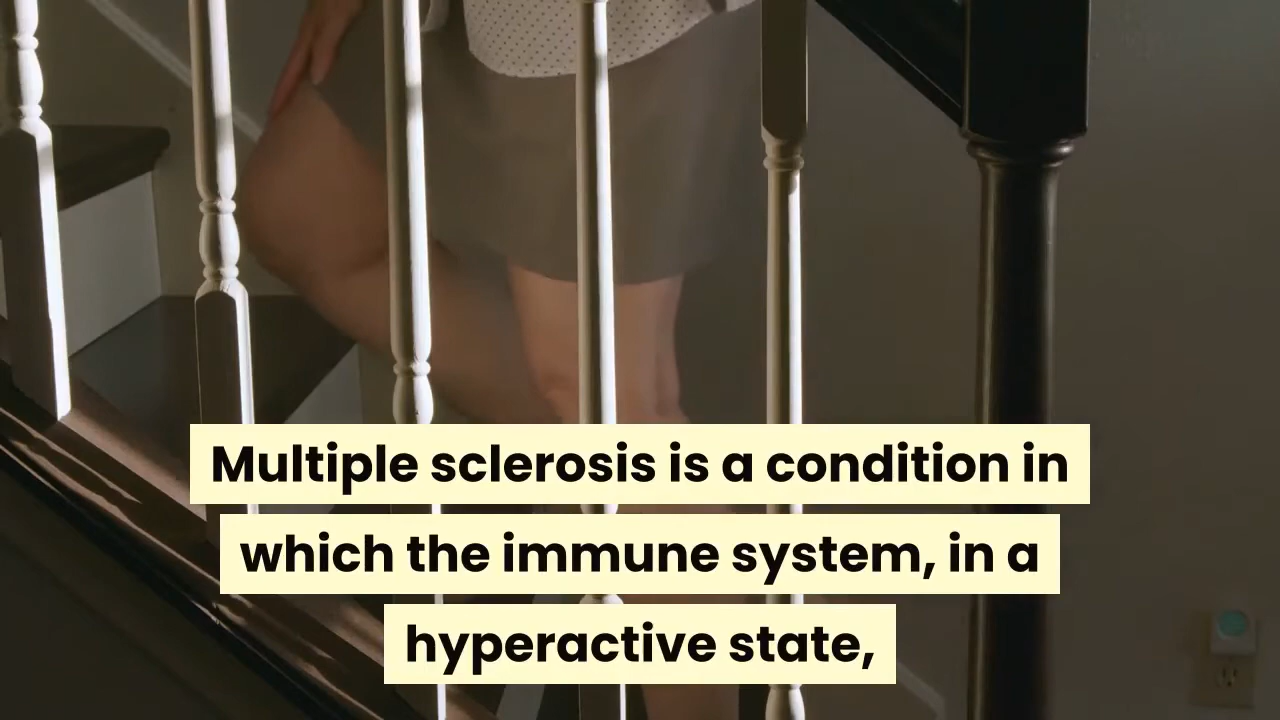 Multiple sclerosis is a condition in
which the immune system, in a
hyperactive state,